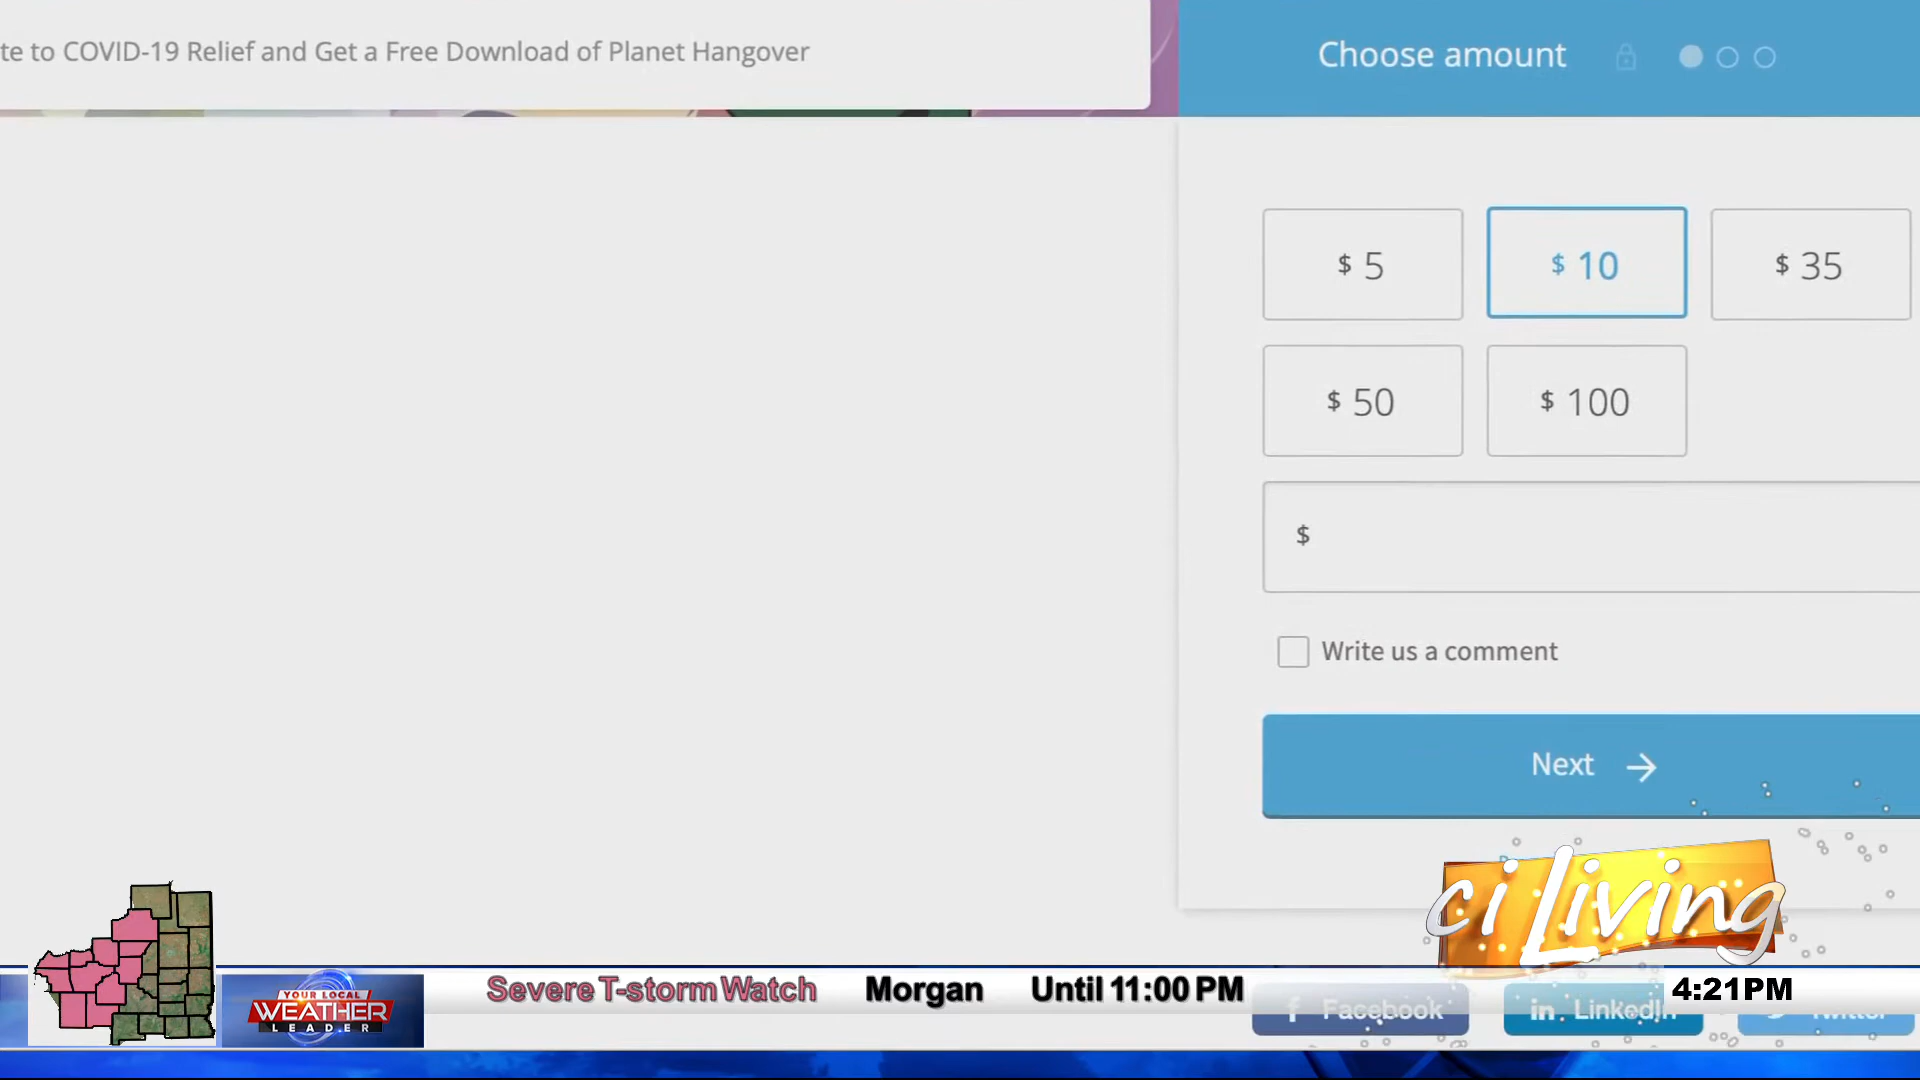 te to COVID-19 Relief and Get a Free Download of Planet Hangover
Choose amount
$ 5
$ 10
$ 35
$ 50
$ 100
$
Write us a comment
Next
ci Living
YOUR LOCAL
WEATHER
LEADER
Severe T-storm Watch Morgan Until 11:00 PM
4:21PM
Facebook
LinkedIn
Twitter